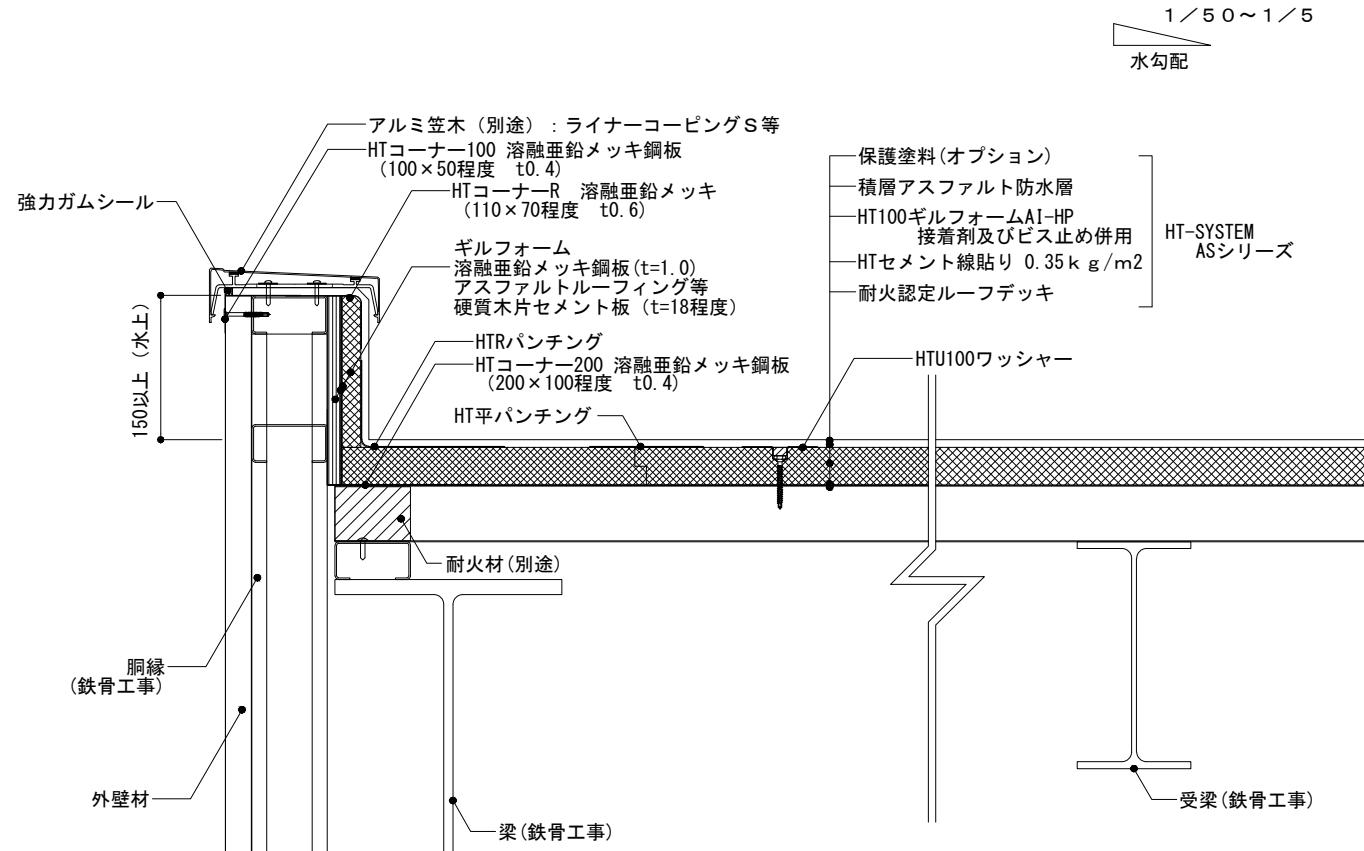 1／50～1／5
水勾配
アルミ笠木（別途）：ライナーコーピングＳ等
HTコーナー100 溶融亜鉛メッキ鋼板
(100×50程度 t0.4)
HTコーナーR 溶融亜鉛メッキ
(110×70程度 t0.6)
強力ガムシール
ギルフォーム
溶融亜鉛メッキ鋼板(t=1.0)
アスファルトルーフィング等
硬質木片セメント板 (t=18程度)
HTRパンチング
HTコーナー200 溶融亜鉛メッキ鋼板
(200×100程度 t0.4)
HT平パンチング
150以上（水上）
保護塗料(オプション)
積層アスファルト防水層
HT100ギルフォームAI-HP
接着剤及びビス止め併用
HTセメント線貼り 0.35ｋｇ/m2
耐火認定ルーフデッキ
HT-SYSTEM
ASシリーズ
HTU100ワッシャー
耐火材(別途)
胴縁
(鉄骨工事)
外壁材
梁(鉄骨工事)
受梁(鉄骨工事)